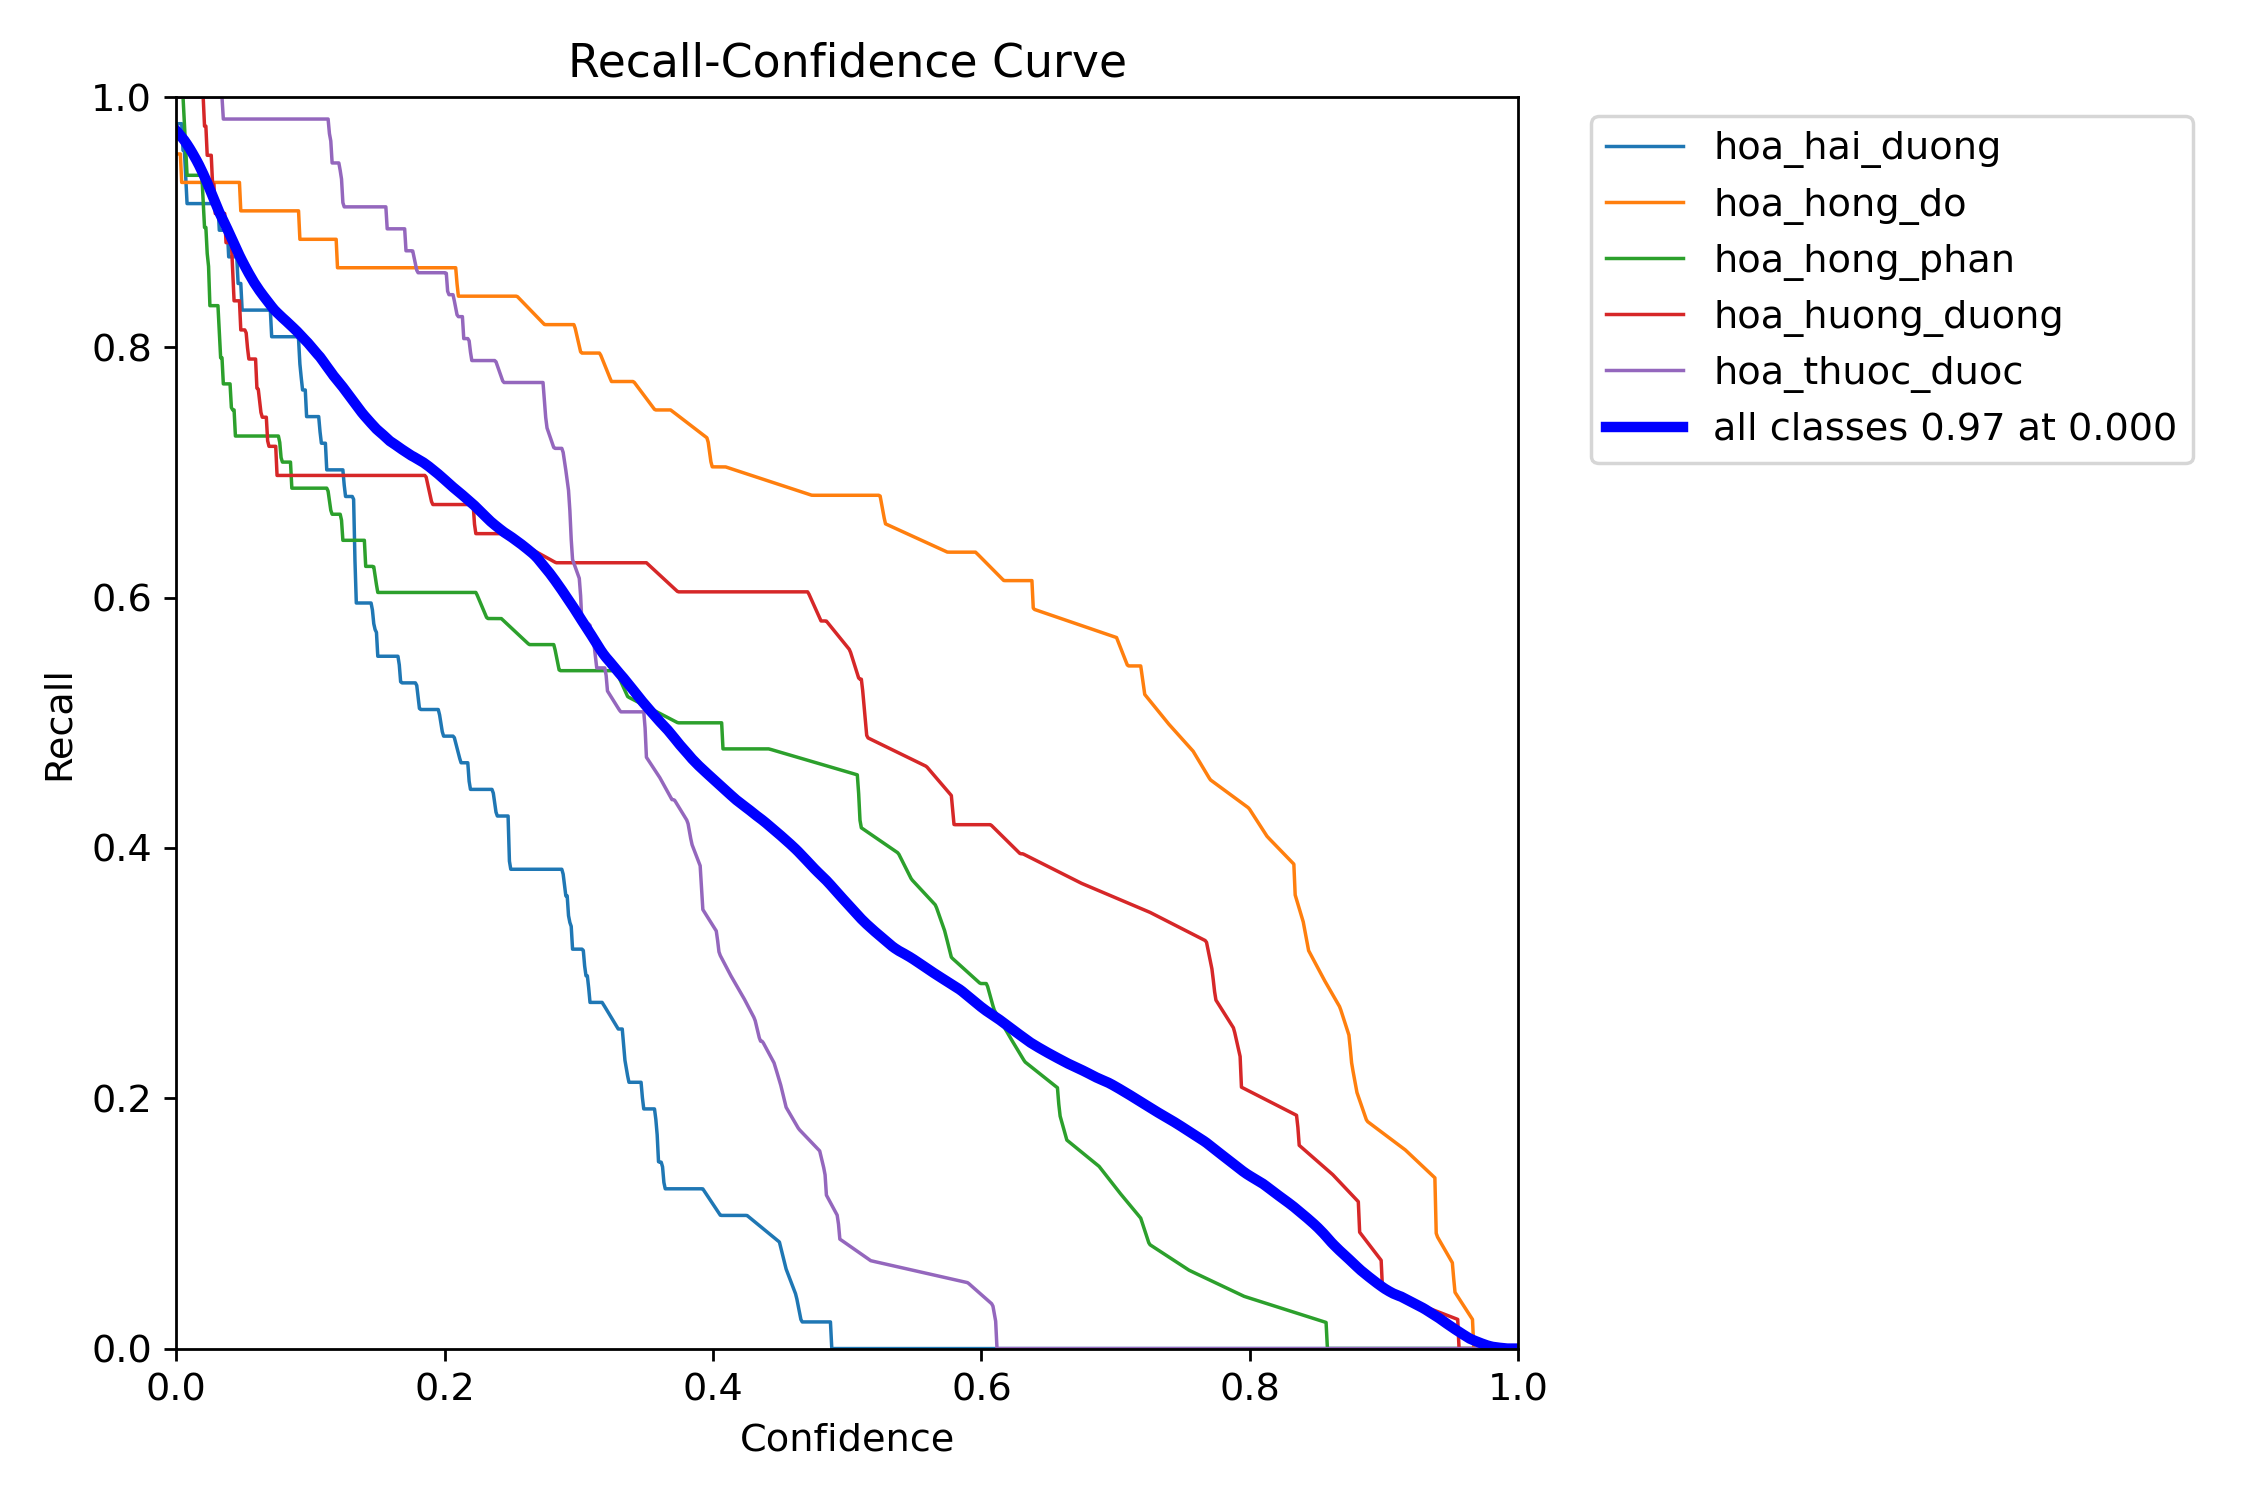 Recall-Confidence Curve
1.0
0.8
0.6
0.4
0.2
0.0
Recall
0.0 0.2 0.4 0.6 0.8 1.0
Confidence
hoa_hai_duong
hoa_hong_do
hoa_hong_phan
hoa_huong_duong
hoa_thuoc_duoc
all classes 0.97 at 0.000